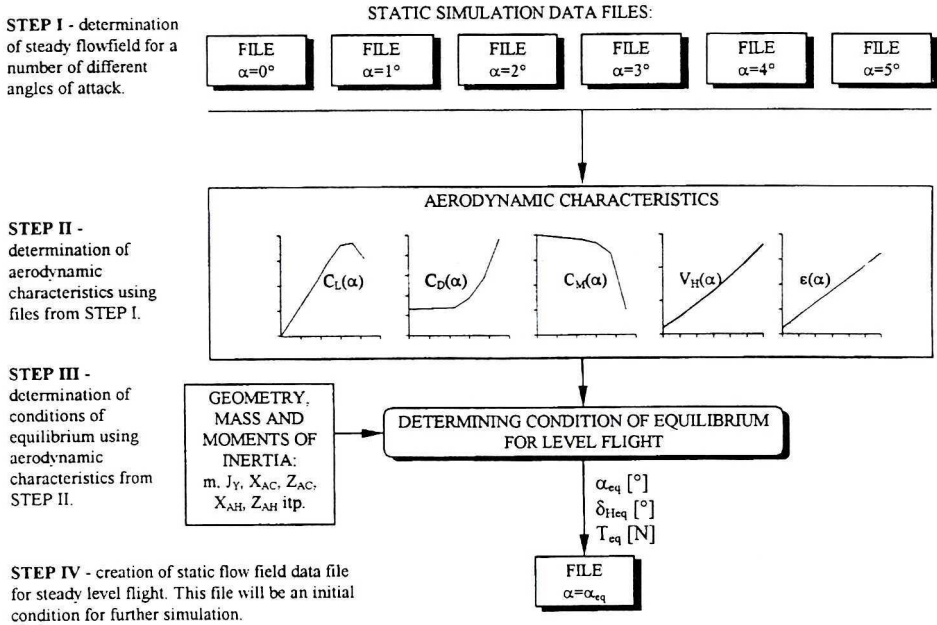 STEP I - determination
of steady flowfield for a
number of different
angles of attack.
STATIC SIMULATION DATA FILES:
FILE
α=0°
FILE
α=1°
FILE
α=2°
FILE
α=3°
FILE
α=4°
FILE
α=5°
STEP II -
determination of
aerodynamic
characteristics using
files from STEP I.
AERODYNAMIC CHARACTERISTICS
C_L(α)
C_D(α)
C_M(α)
V_H(α)
ε(α)
STEP III -
determination of
conditions of
equilibrium using
aerodynamic
characteristics from
STEP II.
GEOMETRY,
MASS AND
MOMENTS OF
INERTIA:
m, J_Y, X_AC, Z_AC,
X_AH, Z_AH itp.
DETERMINING CONDITION OF EQUILIBRIUM
FOR LEVEL FLIGHT
α_eq [°]
δ_Heq [°]
T_eq [N]
STEP IV - creation of static flow field data file
for steady level flight. This file will be an initial
condition for further simulation.
FILE
α=α_eq